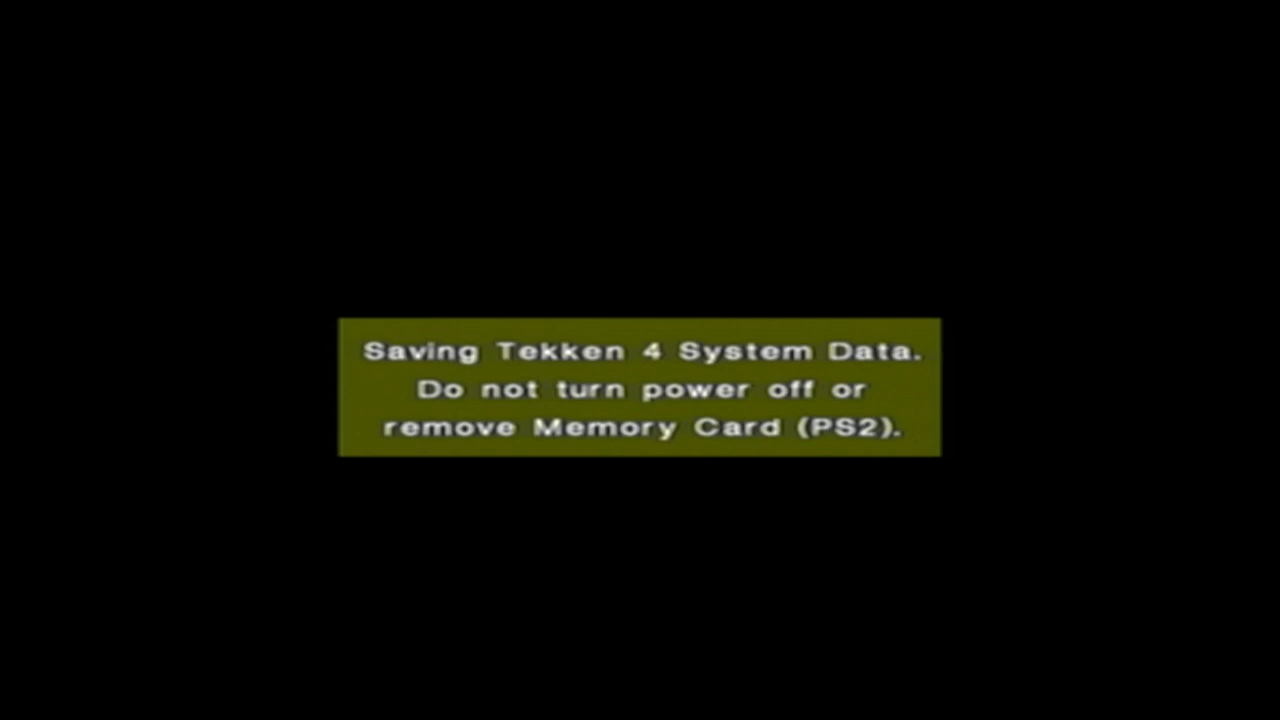 Saving Tekken 4 System Data.
Do not turn power off or
remove Memory Card (PS2).